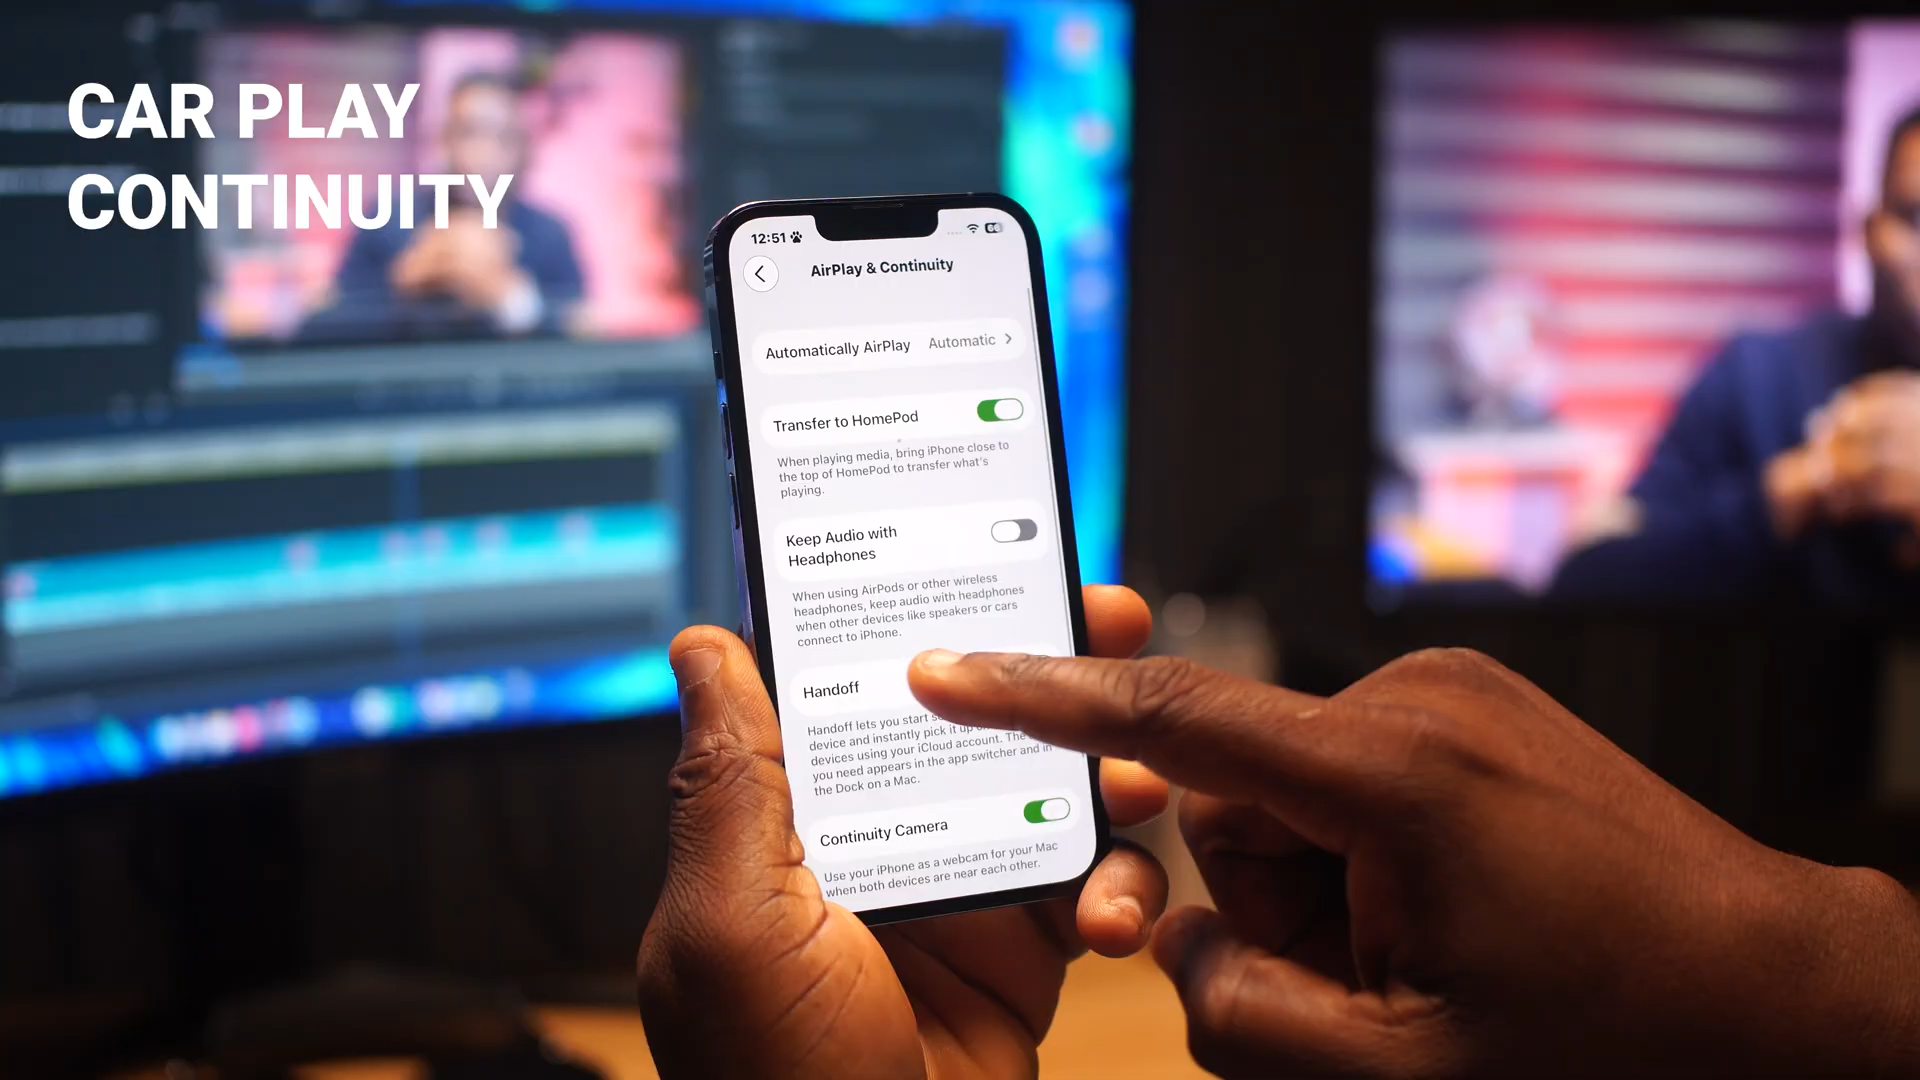 CAR PLAY
CONTINUITY
12:51
AirPlay & Continuity
Automatically AirPlay Automatic
Transfer to HomePod
When playing media, bring iPhone close to
the top of HomePod to transfer what's
playing.
Keep Audio with
Headphones
When using AirPods or other wireless
headphones, keep audio with headphones
when other devices like speakers or cars
connect to iPhone.
Handoff
Handoff lets you start
device and instantly pick it up
devices using your iCloud account. The
you need appears in the app switcher and in
the Dock on a Mac.
Continuity Camera
Use your iPhone as a webcam for your Mac
when both devices are near each other.